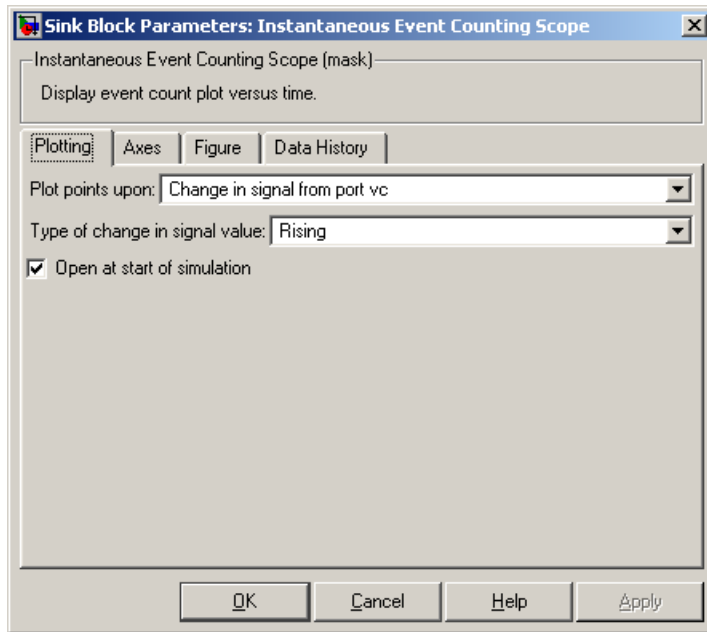 Sink Block Parameters: Instantaneous Event Counting Scope
Instantaneous Event Counting Scope (mask)
Display event count plot versus time.
Plotting Axes Figure Data History
Plot points upon: Change in signal from port vc
Type of change in signal value: Rising
Open at start of simulation
OK Cancel Help Apply